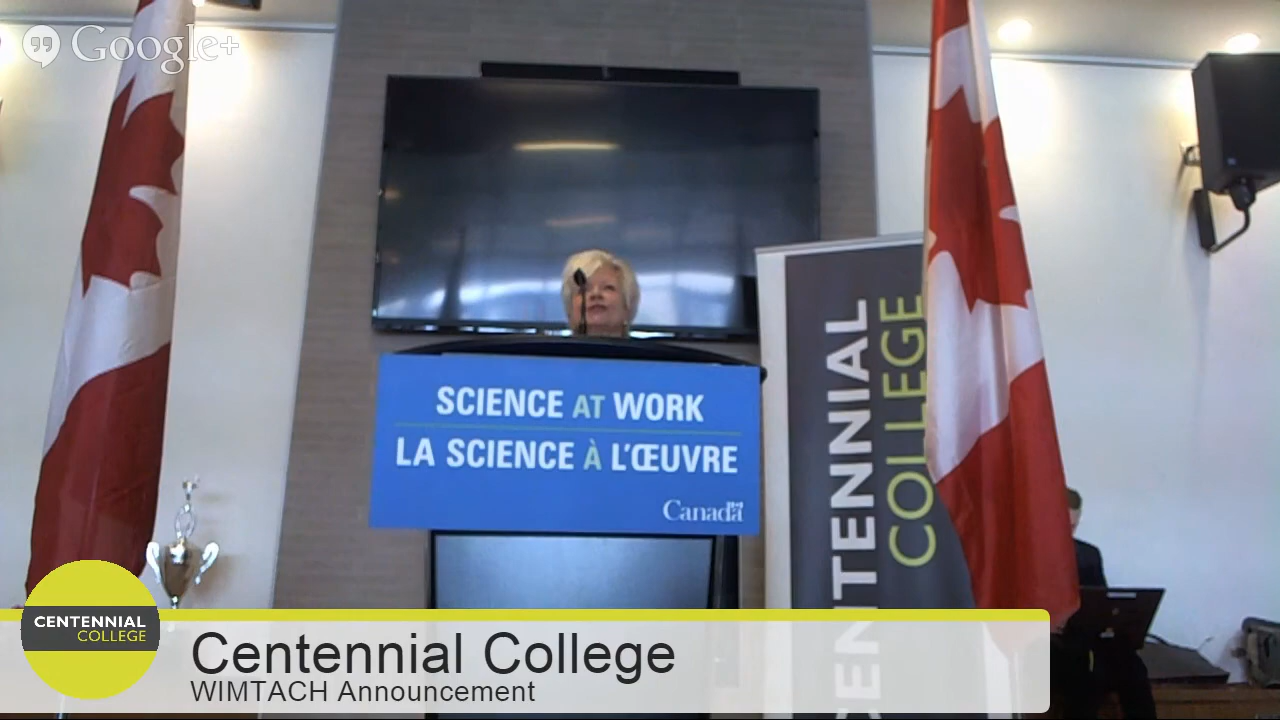 Google+
SCIENCE AT WORK
LA SCIENCE À L'ŒUVRE
Canada
CENTENNIAL
COLLEGE
CENTENNIAL
COLLEGE
Centennial College
WIMTACH Announcement